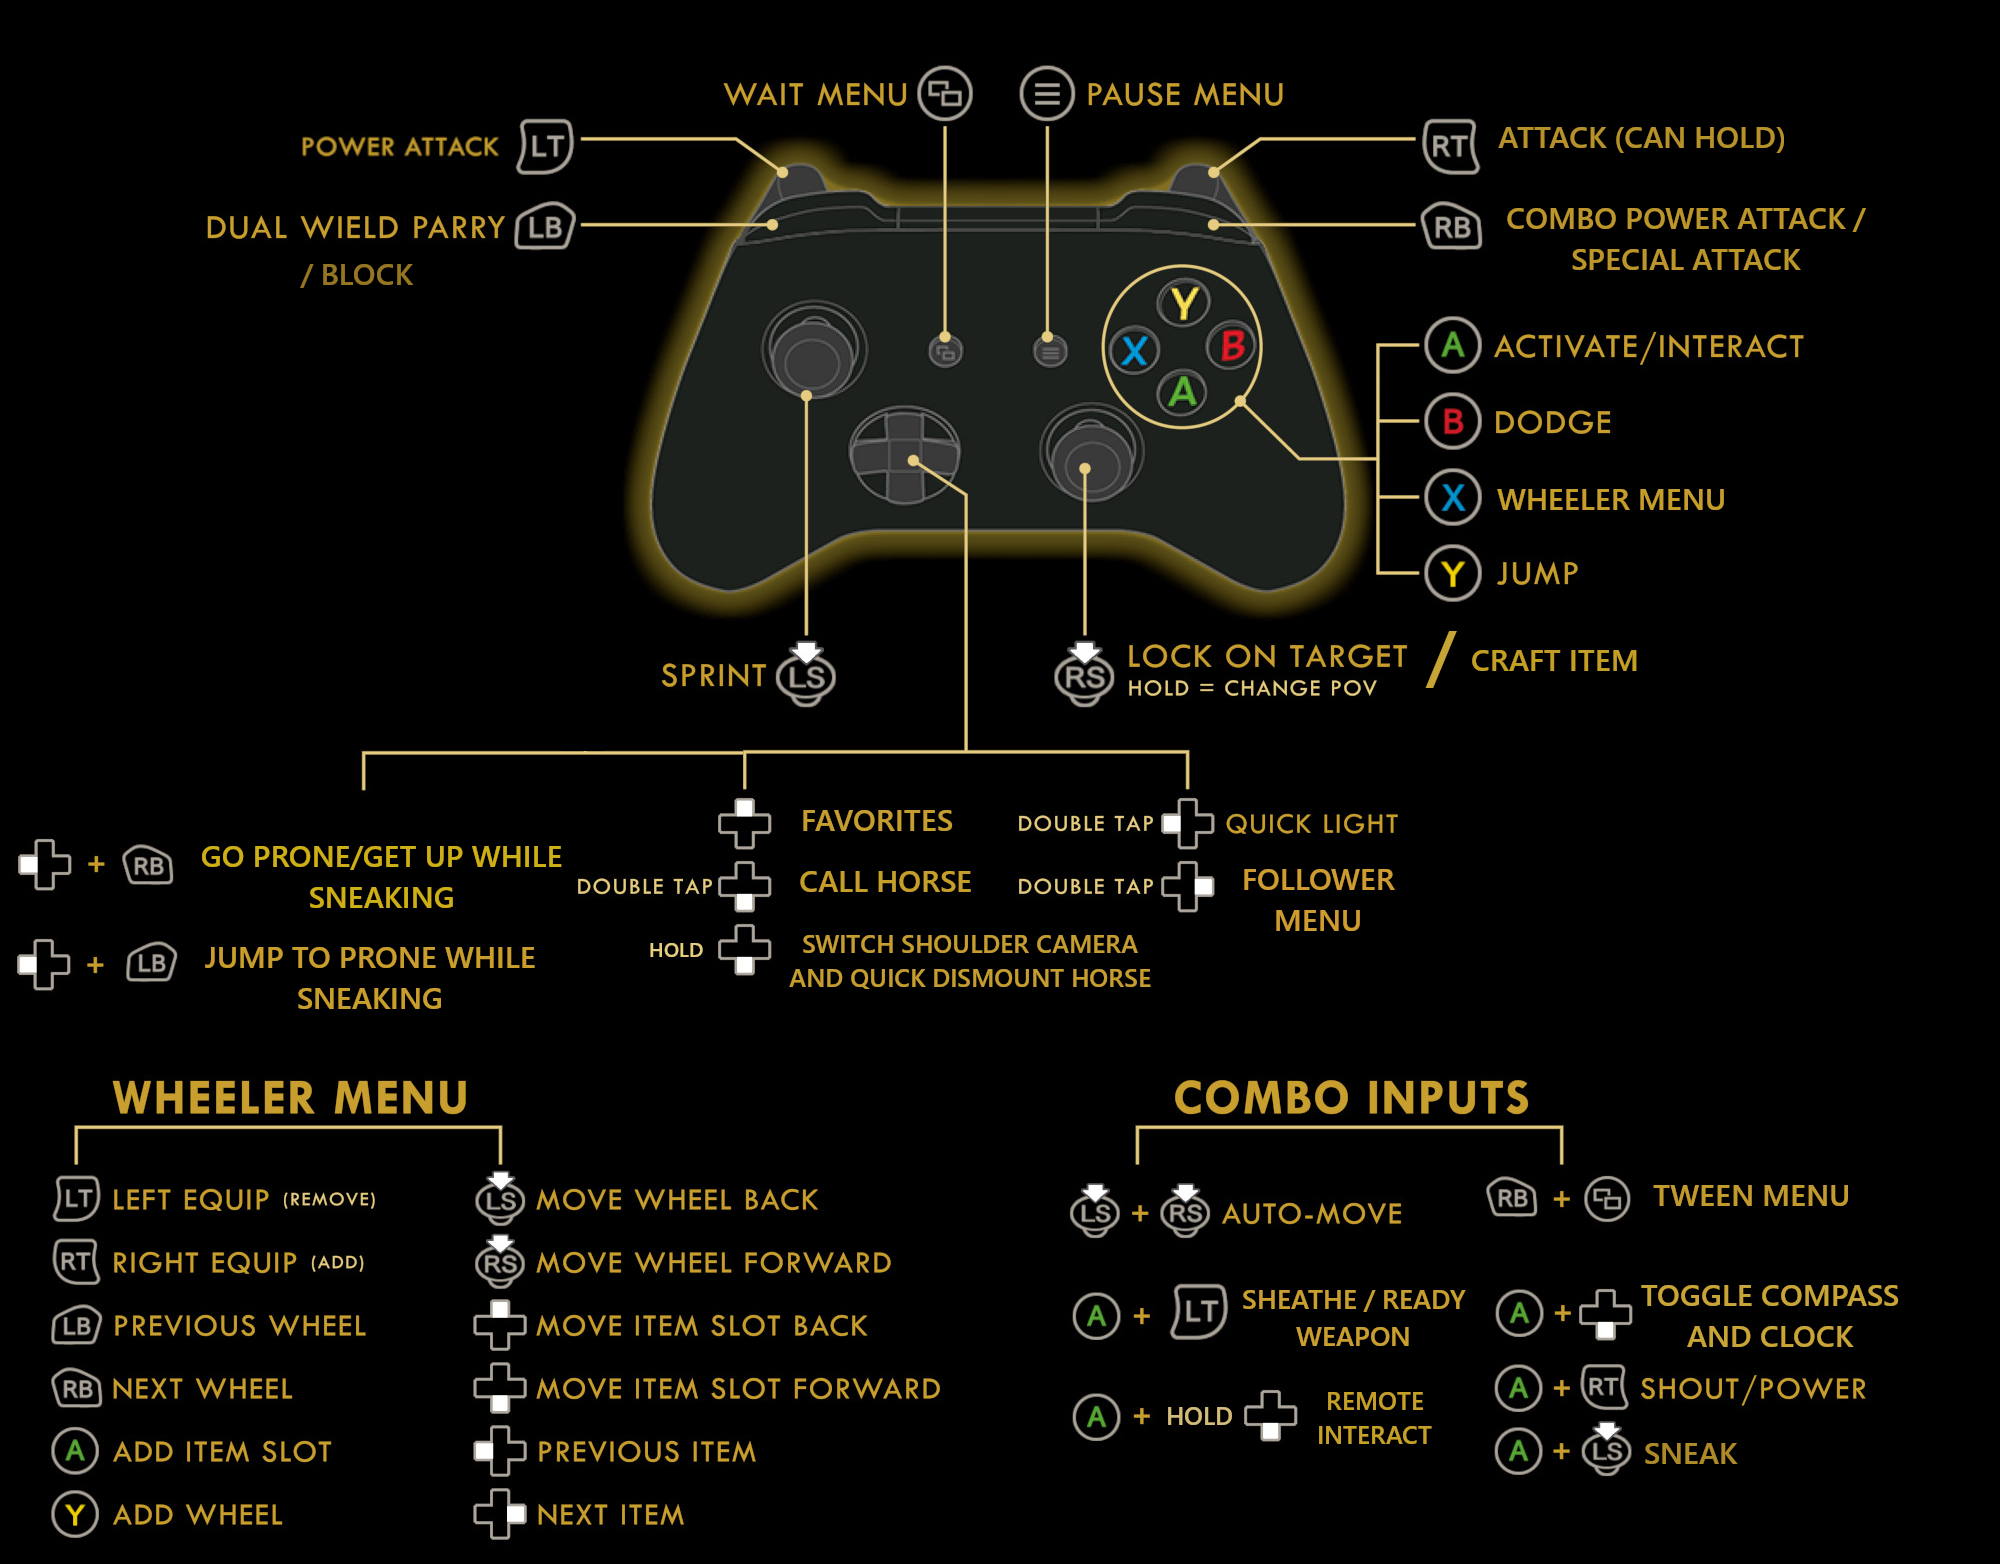 WAIT MENU
PAUSE MENU
POWER ATTACK LT
RT ATTACK (CAN HOLD)
DUAL WIELD PARRY LB
/ BLOCK
RB COMBO POWER ATTACK /
SPECIAL ATTACK
Y
X B
A
A ACTIVATE/INTERACT
B DODGE
X WHEELER MENU
Y JUMP
SPRINT LS
RS LOCK ON TARGET / CRAFT ITEM
HOLD = CHANGE POV
+ RB GO PRONE/GET UP WHILE
SNEAKING
+ LB JUMP TO PRONE WHILE
SNEAKING
FAVORITES
DOUBLE TAP CALL HORSE
HOLD SWITCH SHOULDER CAMERA
AND QUICK DISMOUNT HORSE
DOUBLE TAP QUICK LIGHT
DOUBLE TAP FOLLOWER
MENU
WHEELER MENU
LT LEFT EQUIP (REMOVE)
RT RIGHT EQUIP (ADD)
LB PREVIOUS WHEEL
RB NEXT WHEEL
A ADD ITEM SLOT
Y ADD WHEEL
LS MOVE WHEEL BACK
RS MOVE WHEEL FORWARD
MOVE ITEM SLOT BACK
MOVE ITEM SLOT FORWARD
PREVIOUS ITEM
NEXT ITEM
COMBO INPUTS
LS + RS AUTO-MOVE
A + LT SHEATHE / READY
WEAPON
A + HOLD REMOTE
INTERACT
RB + TWEEN MENU
A + TOGGLE COMPASS
AND CLOCK
A + RT SHOUT/POWER
A + LS SNEAK